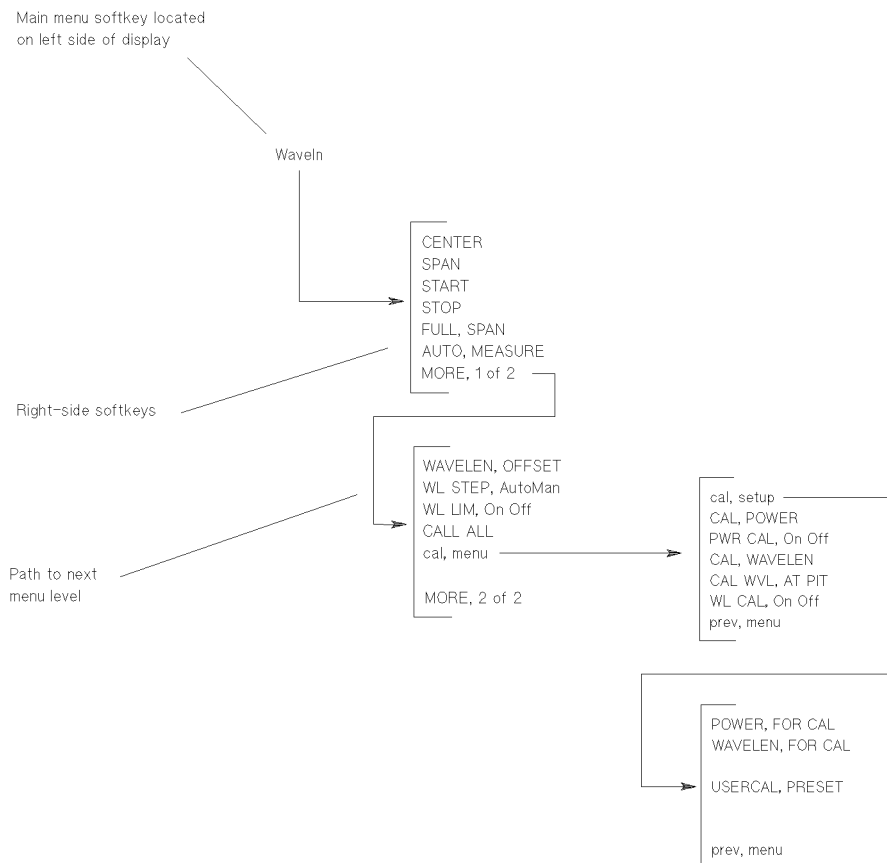 Main menu softkey located
on left side of display
Waveln
CENTER
SPAN
START
STOP
FULL, SPAN
AUTO, MEASURE
MORE, 1 of 2
Right-side softkeys
WAVELEN, OFFSET
WL STEP, AutoMan
WL LIM, On Off
CALL ALL
cal, menu
MORE, 2 of 2
Path to next
menu level
cal, setup
CAL, POWER
PWR CAL, On Off
CAL, WAVELEN
CAL WVL, AT PIT
WL CAL, On Off
prev, menu
POWER, FOR CAL
WAVELEN, FOR CAL
USERCAL, PRESET
prev, menu